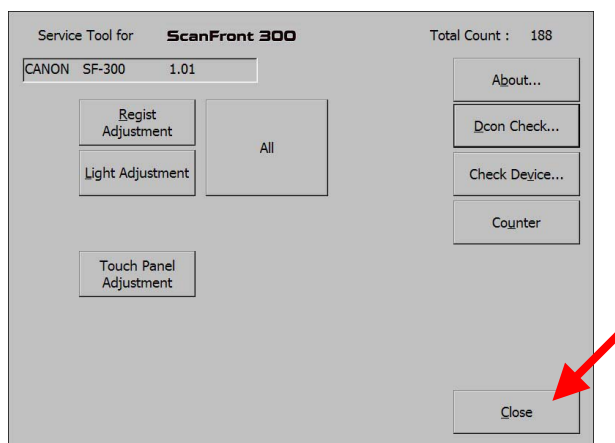 Service Tool for ScanFront 300 Total Count : 188
CANON SF-300 1.01
About...
Regist
Adjustment
All
Dcon Check...
Light Adjustment
Check Device...
Counter
Touch Panel
Adjustment
Close